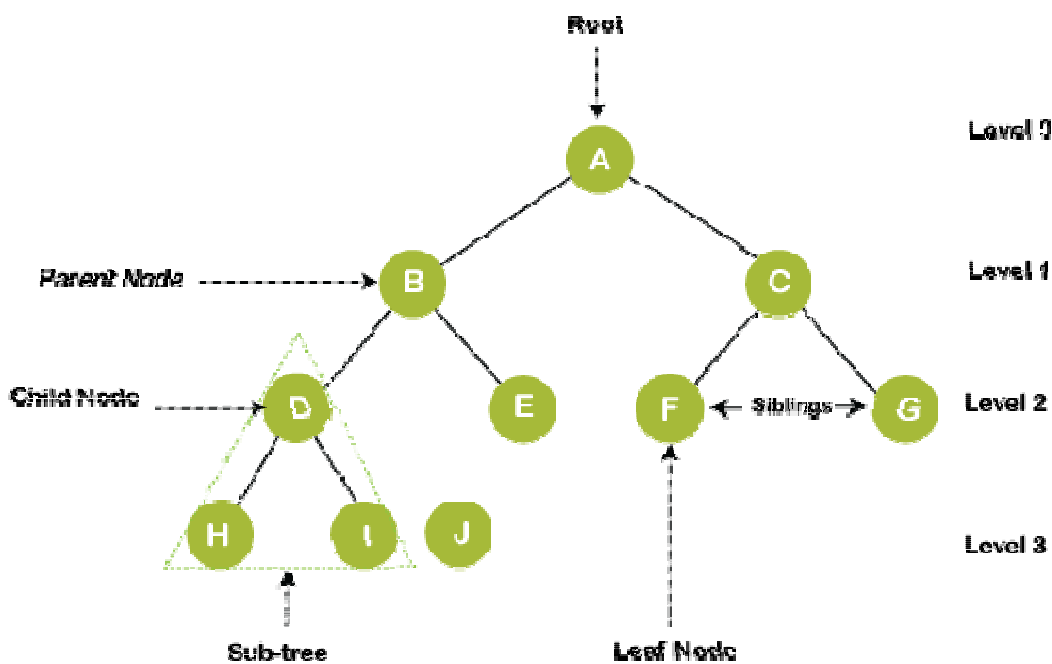 Root
Level 0
A
Parent Node
B
C
Level 1
Child Node
D
E
F
Siblings
G
Level 2
H
I
J
Level 3
Sub-tree
Leaf Node